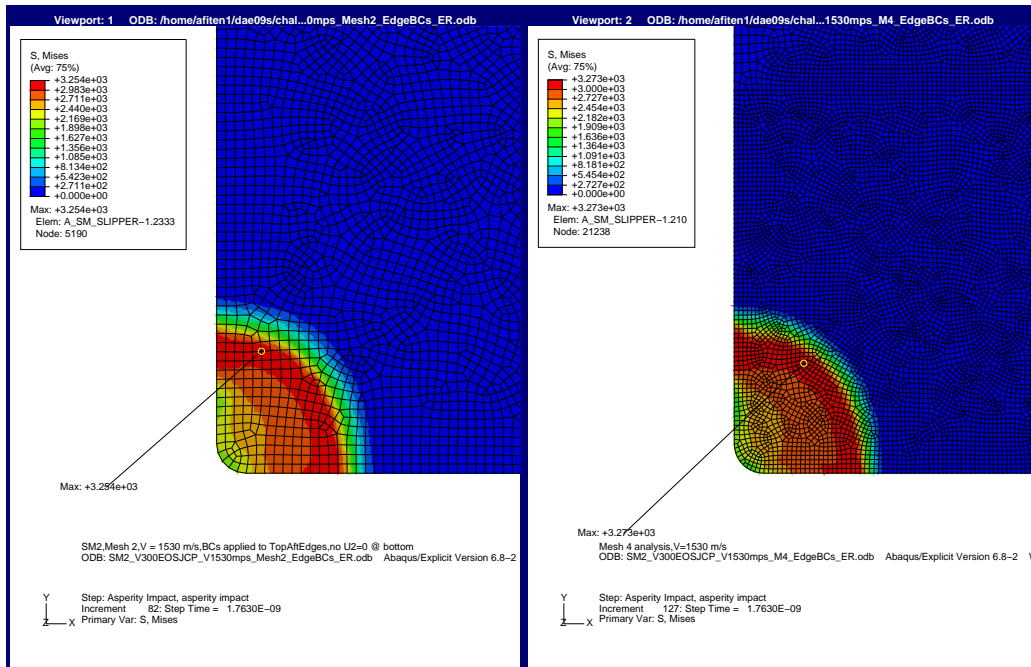 Viewport: 1 ODB: /home/afiten1/dae09s/chal...0mps_Mesh2_EdgeBCs_ER.odb
S, Mises
(Avg: 75%)
+3.254e+03
+2.983e+03
+2.711e+03
+2.440e+03
+2.169e+03
+1.898e+03
+1.627e+03
+1.356e+03
+1.085e+03
+8.134e+02
+5.423e+02
+2.711e+02
+0.000e+00
Max: +3.254e+03
Elem: A_SM_SLIPPER-1.2333
Node: 5190
Max: +3.254e+03
SM2,Mesh 2,V = 1530 m/s,BCs applied to TopAftEdges,no U2=0 @ bottom
ODB: SM2_V300EOSJCP_V1530mps_Mesh2_EdgeBCs_ER.odb Abaqus/Explicit Version 6.8-2
Y
Z X
Step: Asperity Impact, asperity impact
Increment 82: Step Time = 1.7630E-09
Primary Var: S, Mises
Viewport: 2 ODB: /home/afiten1/dae09s/chal...1530mps_M4_EdgeBCs_ER.odb
S, Mises
(Avg: 75%)
+3.273e+03
+3.000e+03
+2.727e+03
+2.454e+03
+2.182e+03
+1.909e+03
+1.636e+03
+1.364e+03
+1.091e+03
+8.181e+02
+5.454e+02
+2.727e+02
+0.000e+00
Max: +3.273e+03
Elem: A_SM_SLIPPER-1.210
Node: 21238
Max: +3.273e+03
Mesh 4 analysis,V=1530 m/s
ODB: SM2_V300EOSJCP_V1530mps_M4_EdgeBCs_ER.odb Abaqus/Explicit Version 6.8-2
Y
Z X
Step: Asperity Impact, asperity impact
Increment 127: Step Time = 1.7630E-09
Primary Var: S, Mises